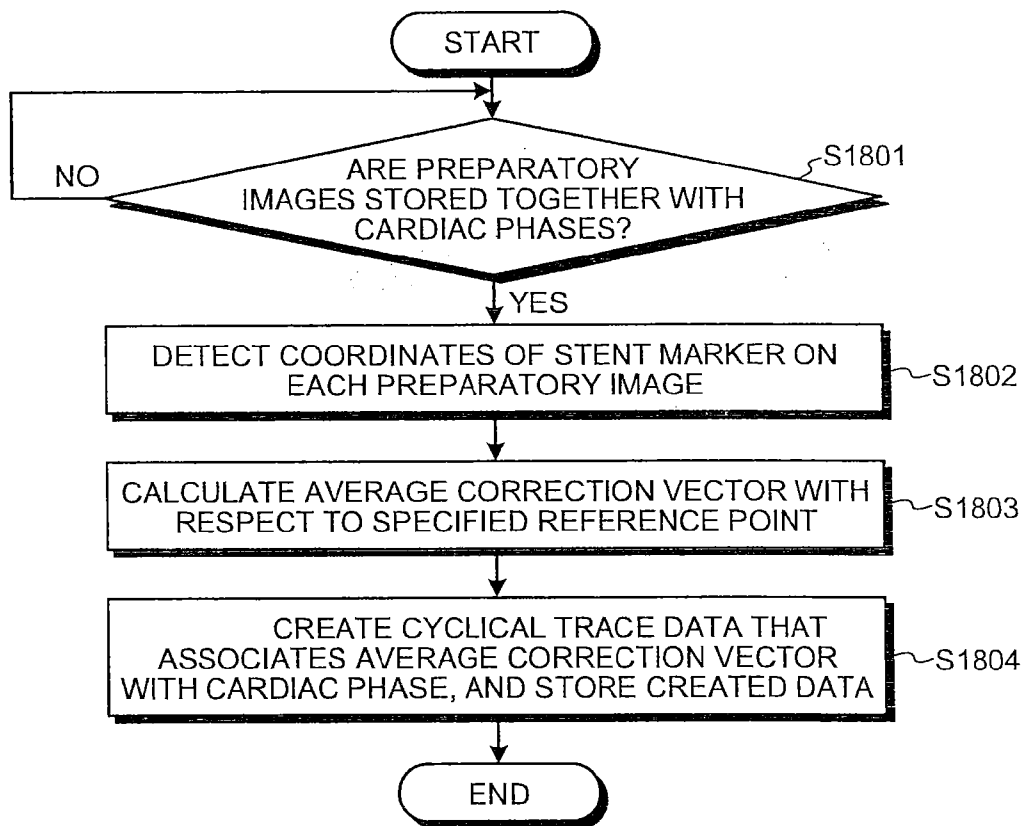 START
NO
ARE PREPARATORY
IMAGES STORED TOGETHER WITH
CARDIAC PHASES?
S1801
YES
DETECT COORDINATES OF STENT MARKER ON
EACH PREPARATORY IMAGE
S1802
CALCULATE AVERAGE CORRECTION VECTOR WITH
RESPECT TO SPECIFIED REFERENCE POINT
S1803
CREATE CYCLICAL TRACE DATA THAT
ASSOCIATES AVERAGE CORRECTION VECTOR
WITH CARDIAC PHASE, AND STORE CREATED DATA
S1804
END